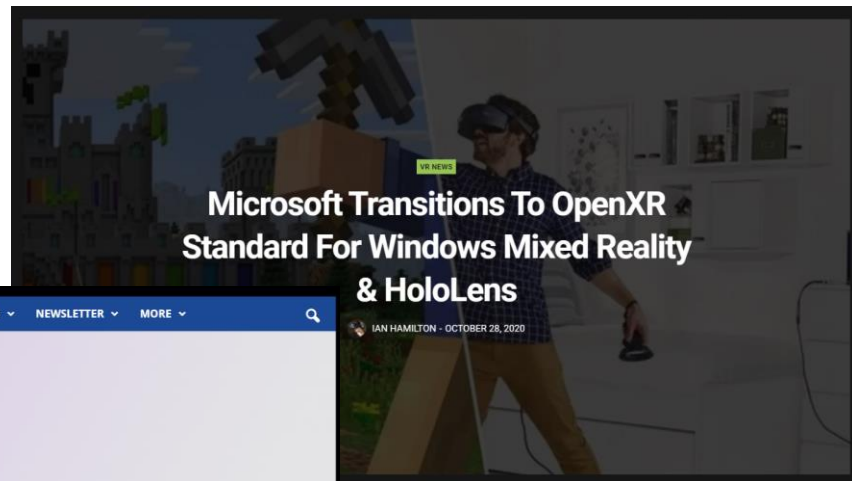 VR NEWS
Microsoft Transitions To OpenXR
Standard For Windows Mixed Reality
& HoloLens
IAN HAMILTON - OCTOBER 28, 2020
NEWSLETTER MORE